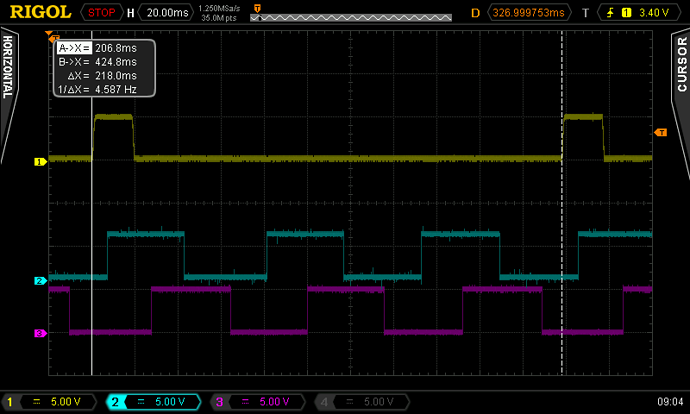 RIGOL STOP H 20.00ms 1.250MSa/s 35.0M pts T D 326.999753ms T 1 3.40 V
HORIZONTAL
CURSOR
T
A->X = 206.8ms
B->X = 424.8ms
ΔX = 218.0ms
1/ΔX = 4.587 Hz
T
1
2
3
1 5.00 V 2 5.00 V 3 5.00 V 4 5.00 V 09:04